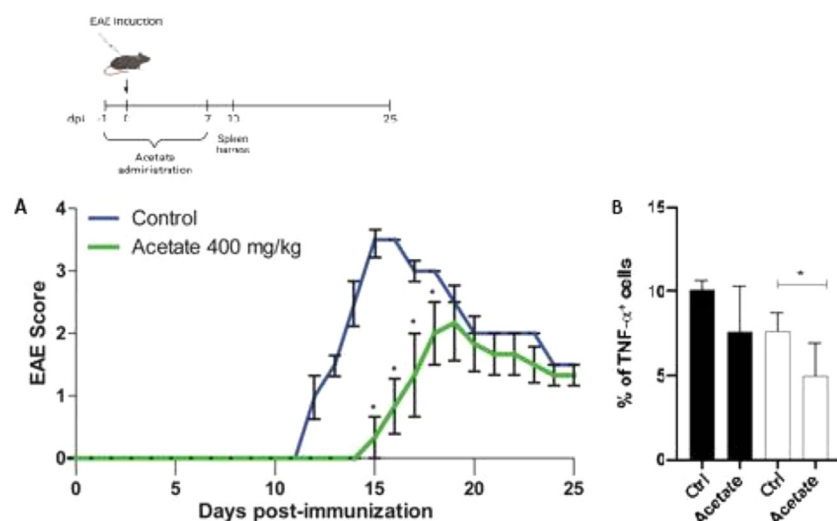 EAE Induction
dpi -1 0 7 10 25
Acetate
administration
Spleen
A
4
3
2
1
0
EAE Score
Control
Acetate 400 mg/kg
* * * *
0 5 10 15 20 25
Days post-immunization
B
15
10
5
0
% of TNF-α+ cells
*
Ctrl
Acetate
Ctrl
Acetate